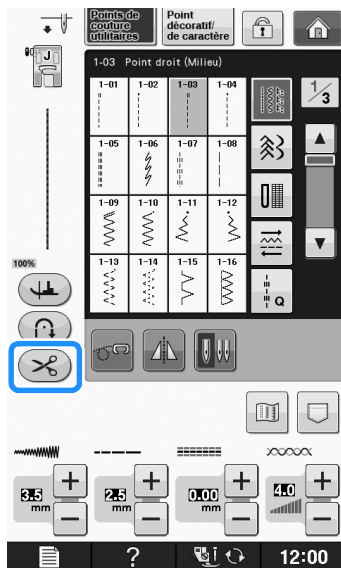 Points de
couture
utilitaires
Point
décoratif/
de caractère
J
1-03 Point droit (Milieu)
1-01 1-02 1-03 1-04
1/3
1-05 1-06 1-07 1-08
1-09 1-10 1-11 1-12
1-13 1-14 1-15 1-16
100%
Q
3.5
mm
2.5
mm
0.00
mm
4.0
? 12:00